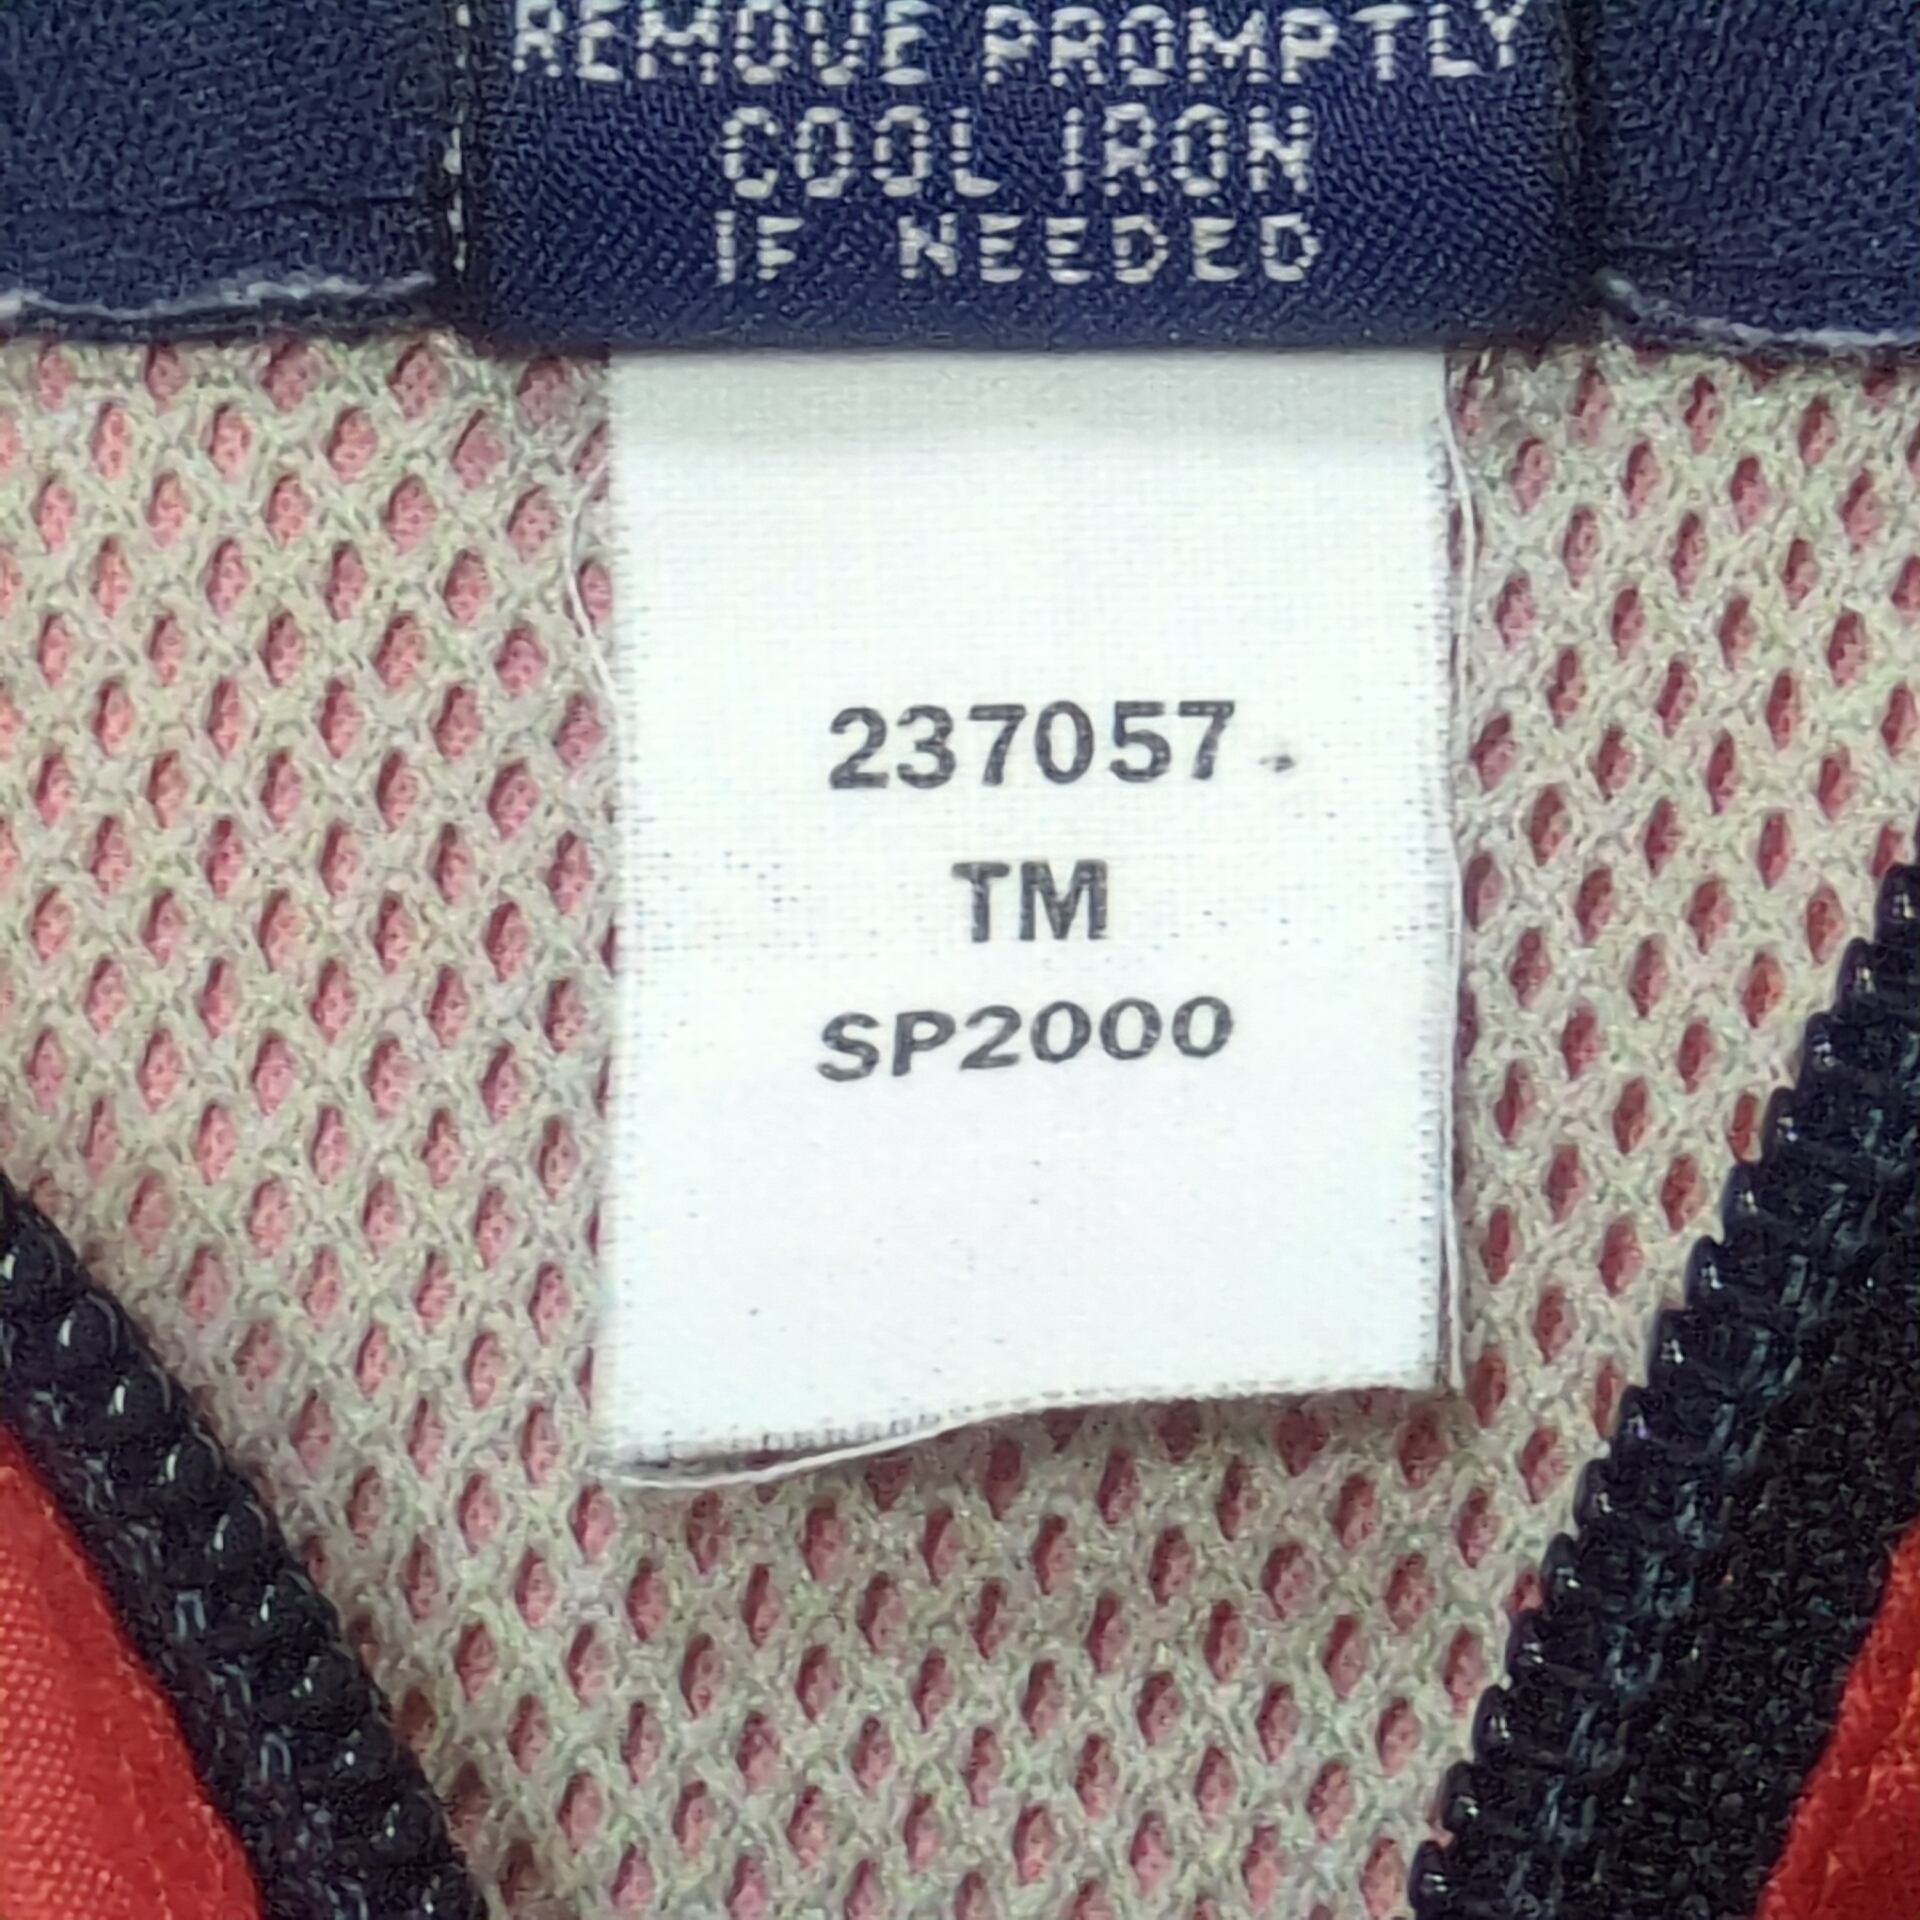 REMOVE PROMPTLY
COOL IRON
IF NEEDED
237057.
TM
SP2000